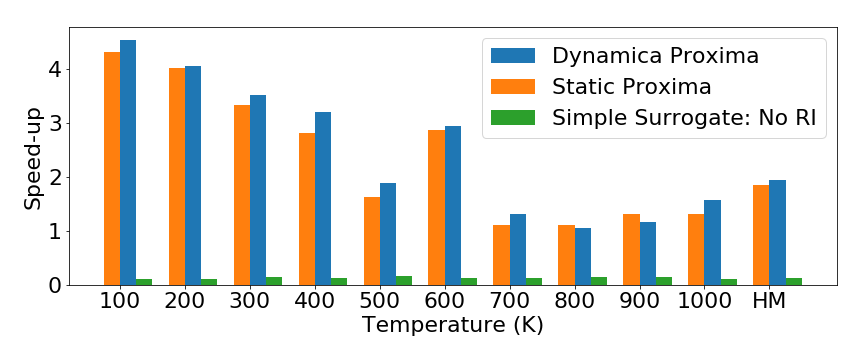 Dynamica Proxima
Static Proxima
Simple Surrogate: No RI
Speed-up
4
3
2
1
0
100 200 300 400 500 600 700 800 900 1000 HM
Temperature (K)